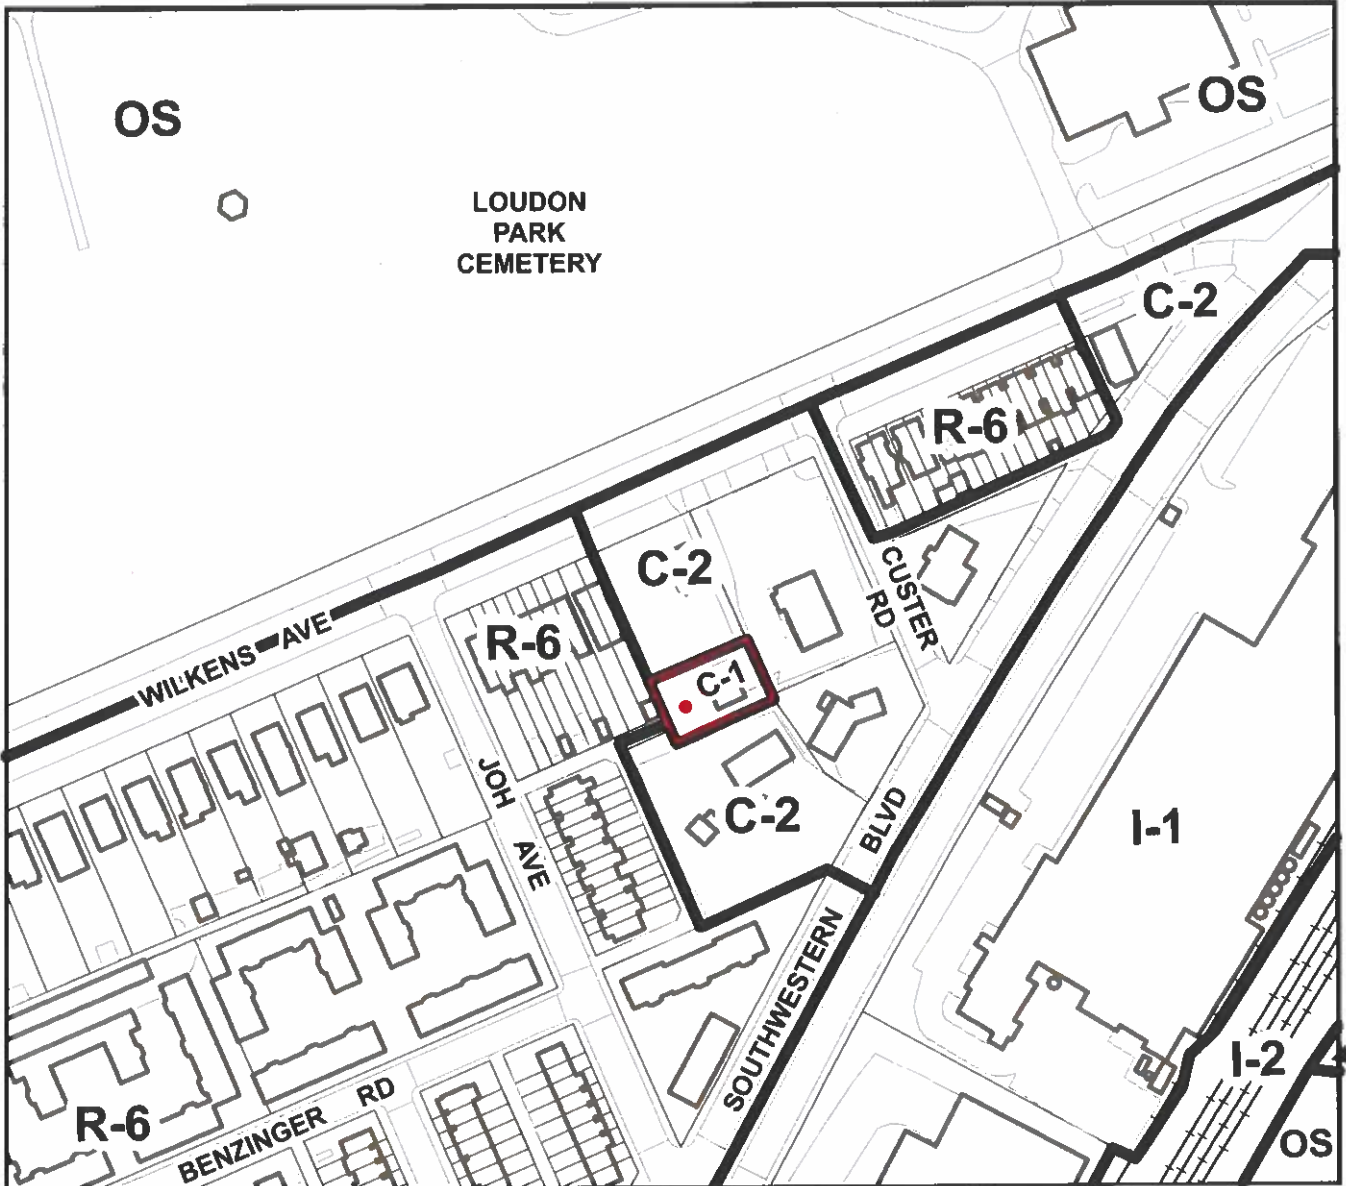 OS
OS
LOUDON
PARK
CEMETERY
C-2
R-6
C-2
CUSTER
RD
R-6
WILKENS AVE
C-1
JOH
AVE
C-2
BLVD
I-1
SOUTHWESTERN
I-2
R-6
BENZINGER RD
OS